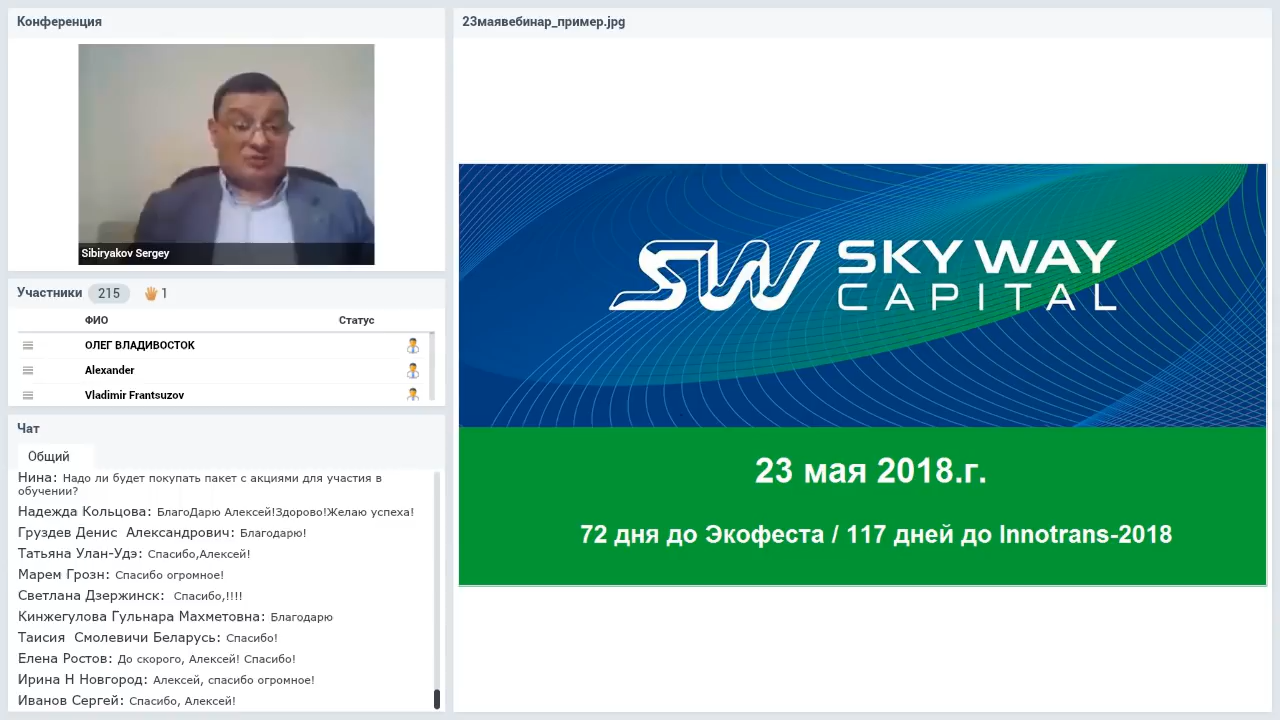 Конференция
Sibiryakov Sergey
Участники 215 1
ФИО Статус
ОЛЕГ ВЛАДИВОСТОК
Alexander
Vladimir Frantsuzov
Чат
Общий
Нина: Надо ли будет покупать пакет с акциями для участия в
обучении?
Надежда Кольцова: БлагоДарю Алексей!Здорово!Желаю успеха!
Груздев Денис Александрович: Благодарю!
Татьяна Улан-Удэ: Спасибо,Алексей!
Марем Грозн: Спасибо огромное!
Светлана Дзержинск: Спасибо,!!!!
Кинжегулова Гульнара Махметовна: Благодарю
Таисия Смолевичи Беларусь: Спасибо!
Елена Ростов: До скорого, Алексей! Спасибо!
Ирина Н Новгород: Алексей, спасибо огромное!
Иванов Сергей: Спасибо, Алексей!
23маявебинар_пример.jpg
SW SKY WAY
CAPITAL
23 мая 2018.г.
72 дня до Экофеста / 117 дней до Innotrans-2018